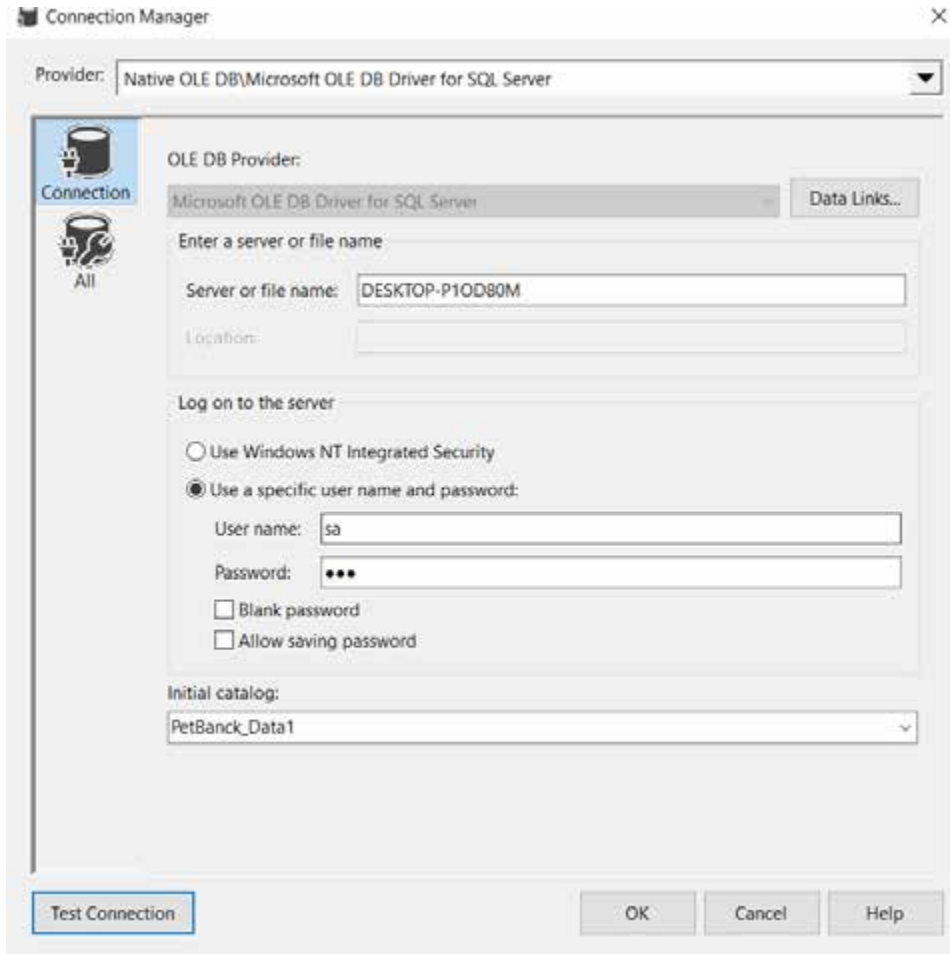 Connection Manager
Provider: Native OLE DB\Microsoft OLE DB Driver for SQL Server
Connection
All
OLE DB Provider:
Microsoft OLE DB Driver for SQL Server
Data Links...
Enter a server or file name
Server or file name: DESKTOP-P1OD80M
Location:
Log on to the server
Use Windows NT Integrated Security
Use a specific user name and password:
User name: sa
Password: •••
Blank password
Allow saving password
Initial catalog:
PetBanck_Data1
Test Connection OK Cancel Help